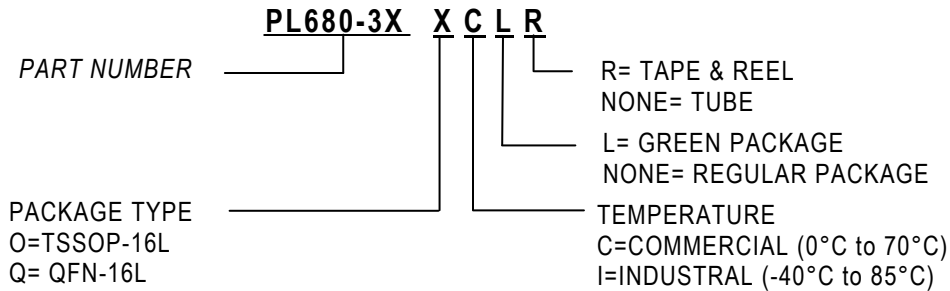 PL680-3X X C L R
PART NUMBER
R= TAPE & REEL
NONE= TUBE
L= GREEN PACKAGE
NONE= REGULAR PACKAGE
PACKAGE TYPE
O=TSSOP-16L
Q= QFN-16L
TEMPERATURE
C=COMMERCIAL (0°C to 70°C)
I=INDUSTRAL (-40°C to 85°C)